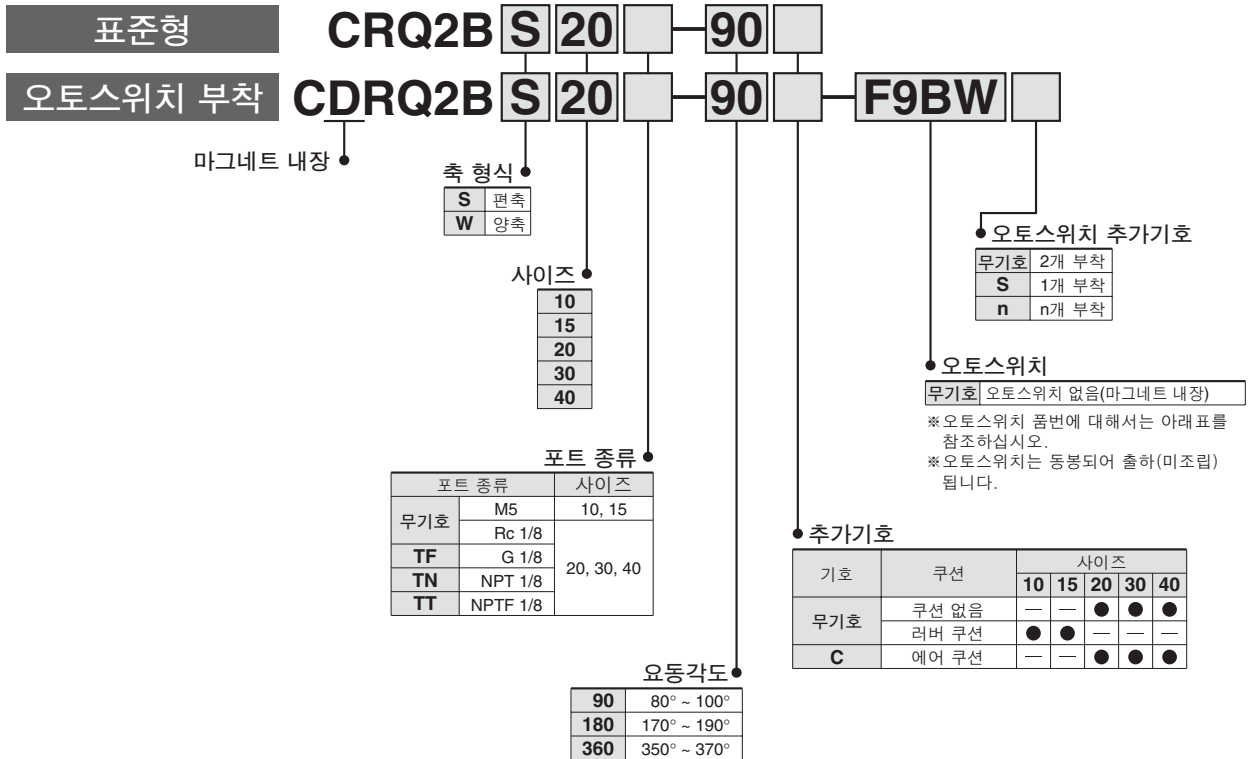 표준형 CRQ2B S 20 - 90
오토스위치 부착 CDRQ2B S 20 - 90 - F9BW
마그네트 내장
축 형식
S 편축
W 양축
사이즈
10
15
20
30
40
포트 종류
포트 종류 사이즈
무기호 M5 10, 15
Rc 1/8 20, 30, 40
TF G 1/8
TN NPT 1/8
TT NPTF 1/8
요동각도
90 80° ~ 100°
180 170° ~ 190°
360 350° ~ 370°
오토스위치 추가기호
무기호 2개 부착
S 1개 부착
n n개 부착
오토스위치
무기호 오토스위치 없음(마그네트 내장)
※오토스위치 품번에 대해서는 아래표를
참조하십시오.
※오토스위치는 동봉되어 출하(미조립)
됩니다.
추가기호
기호 쿠션 사이즈
10 15 20 30 40
무기호 쿠션 없음 — — ● ● ●
러버 쿠션 ● ● — — —
C 에어 쿠션 — — ● ● ●